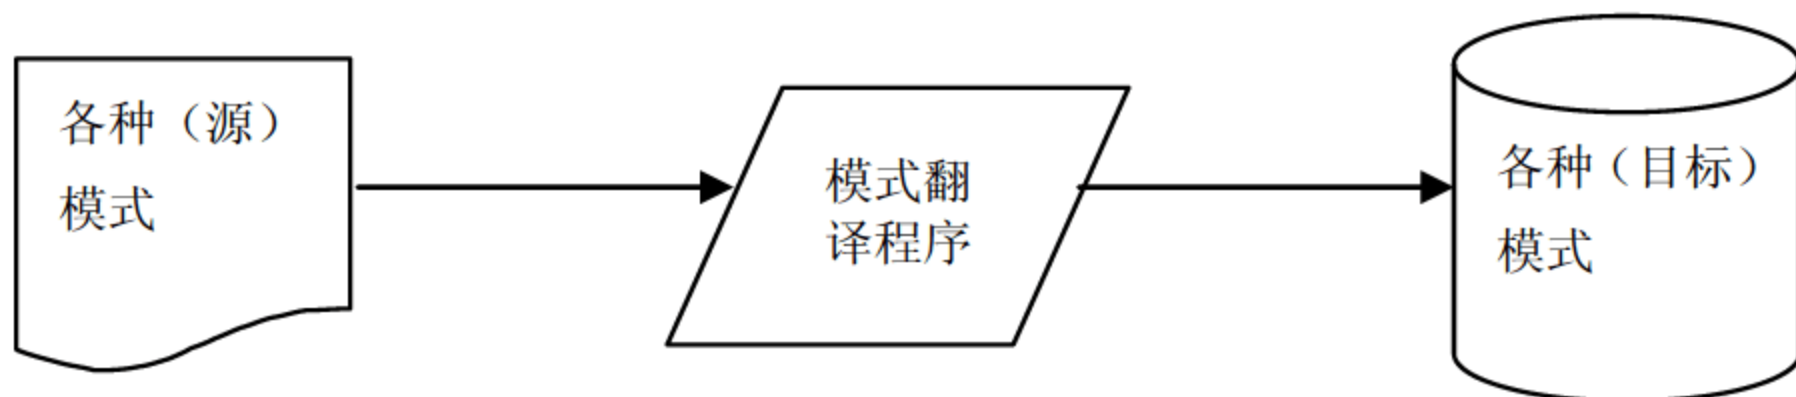 各种（源）
模式
模式翻
译程序
各种（目标）
模式